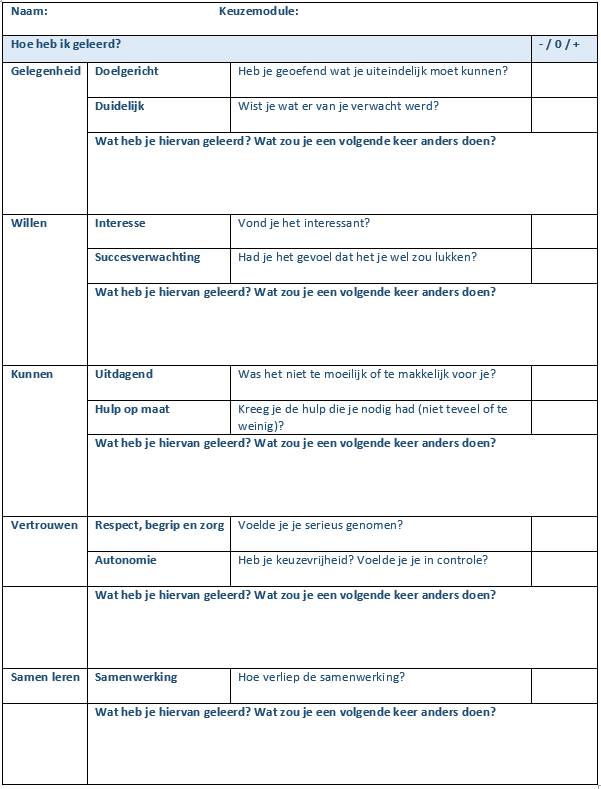 Naam: Keuzemodule:
Hoe heb ik geleerd? - / 0 / +
Gelegenheid Doelgericht Heb je geoefend wat je uiteindelijk moet kunnen?
Duidelijk Wist je wat er van je verwacht werd?
Wat heb je hiervan geleerd? Wat zou je een volgende keer anders doen?
Willen Interesse Vond je het interessant?
Succesverwachting Had je het gevoel dat het je wel zou lukken?
Wat heb je hiervan geleerd? Wat zou je een volgende keer anders doen?
Kunnen Uitdagend Was het niet te moeilijk of te makkelijk voor je?
Hulp op maat Kreeg je de hulp die je nodig had (niet teveel of te
weinig)?
Wat heb je hiervan geleerd? Wat zou je een volgende keer anders doen?
Vertrouwen Respect, begrip en zorg Voelde je je serieus genomen?
Autonomie Heb je keuzevrijheid? Voelde je je in controle?
Wat heb je hiervan geleerd? Wat zou je een volgende keer anders doen?
Samen leren Samenwerking Hoe verliep de samenwerking?
Wat heb je hiervan geleerd? Wat zou je een volgende keer anders doen?